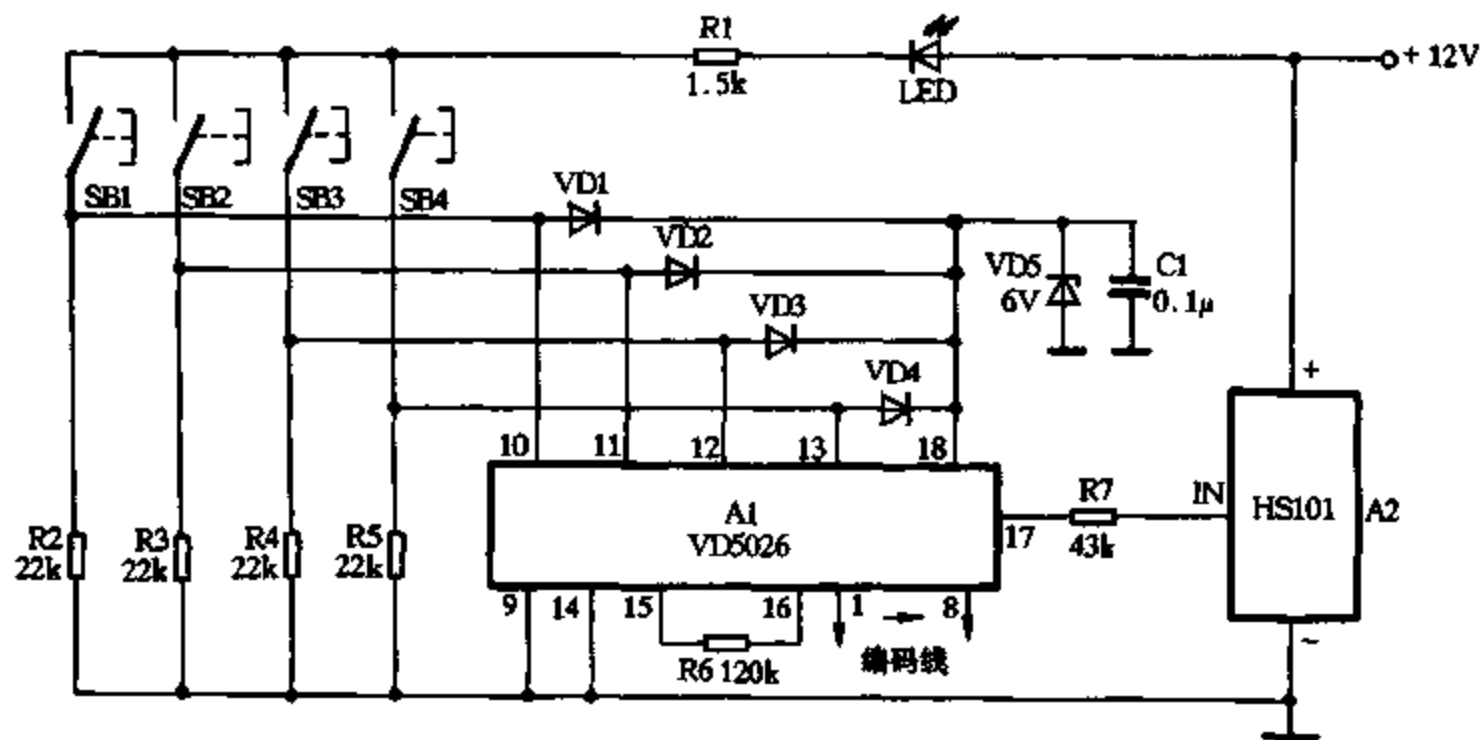 R1
1.5k
LED
+ 12V
SB1
SB2
SB3
SB4
VD1
VD2
VD3
VD4
VD5
6V
C1
0.1μ
10
11
12
13
18
+
A1
VD5026
17
R7
43k
IN
HS101
A2
R2
22k
R3
22k
R4
22k
R5
22k
9
14
15
16
1
8
R6 120k
编码线
~